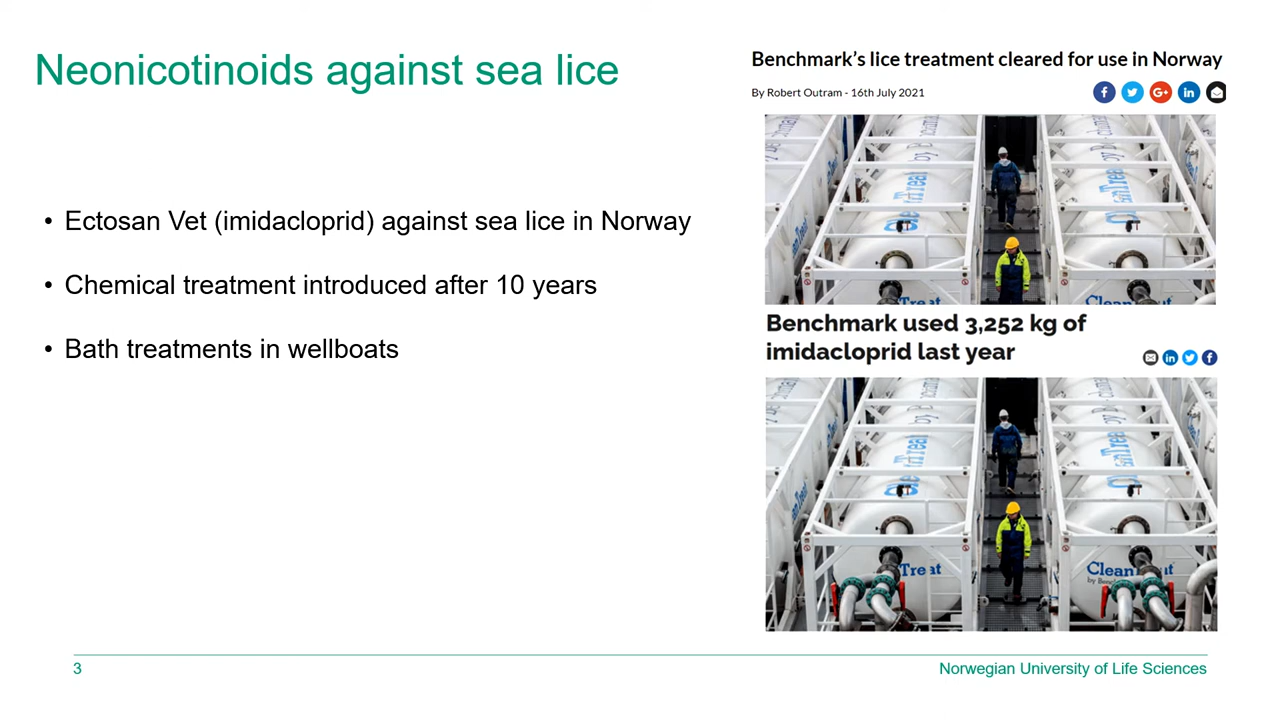 Neonicotinoids against sea lice
• Ectosan Vet (imidacloprid) against sea lice in Norway
• Chemical treatment introduced after 10 years
• Bath treatments in wellboats
Benchmark’s lice treatment cleared for use in Norway
By Robert Outram - 16th July 2021
Benchmark used 3,252 kg of
imidacloprid last year
Treat
Clean
3
Norwegian University of Life Sciences